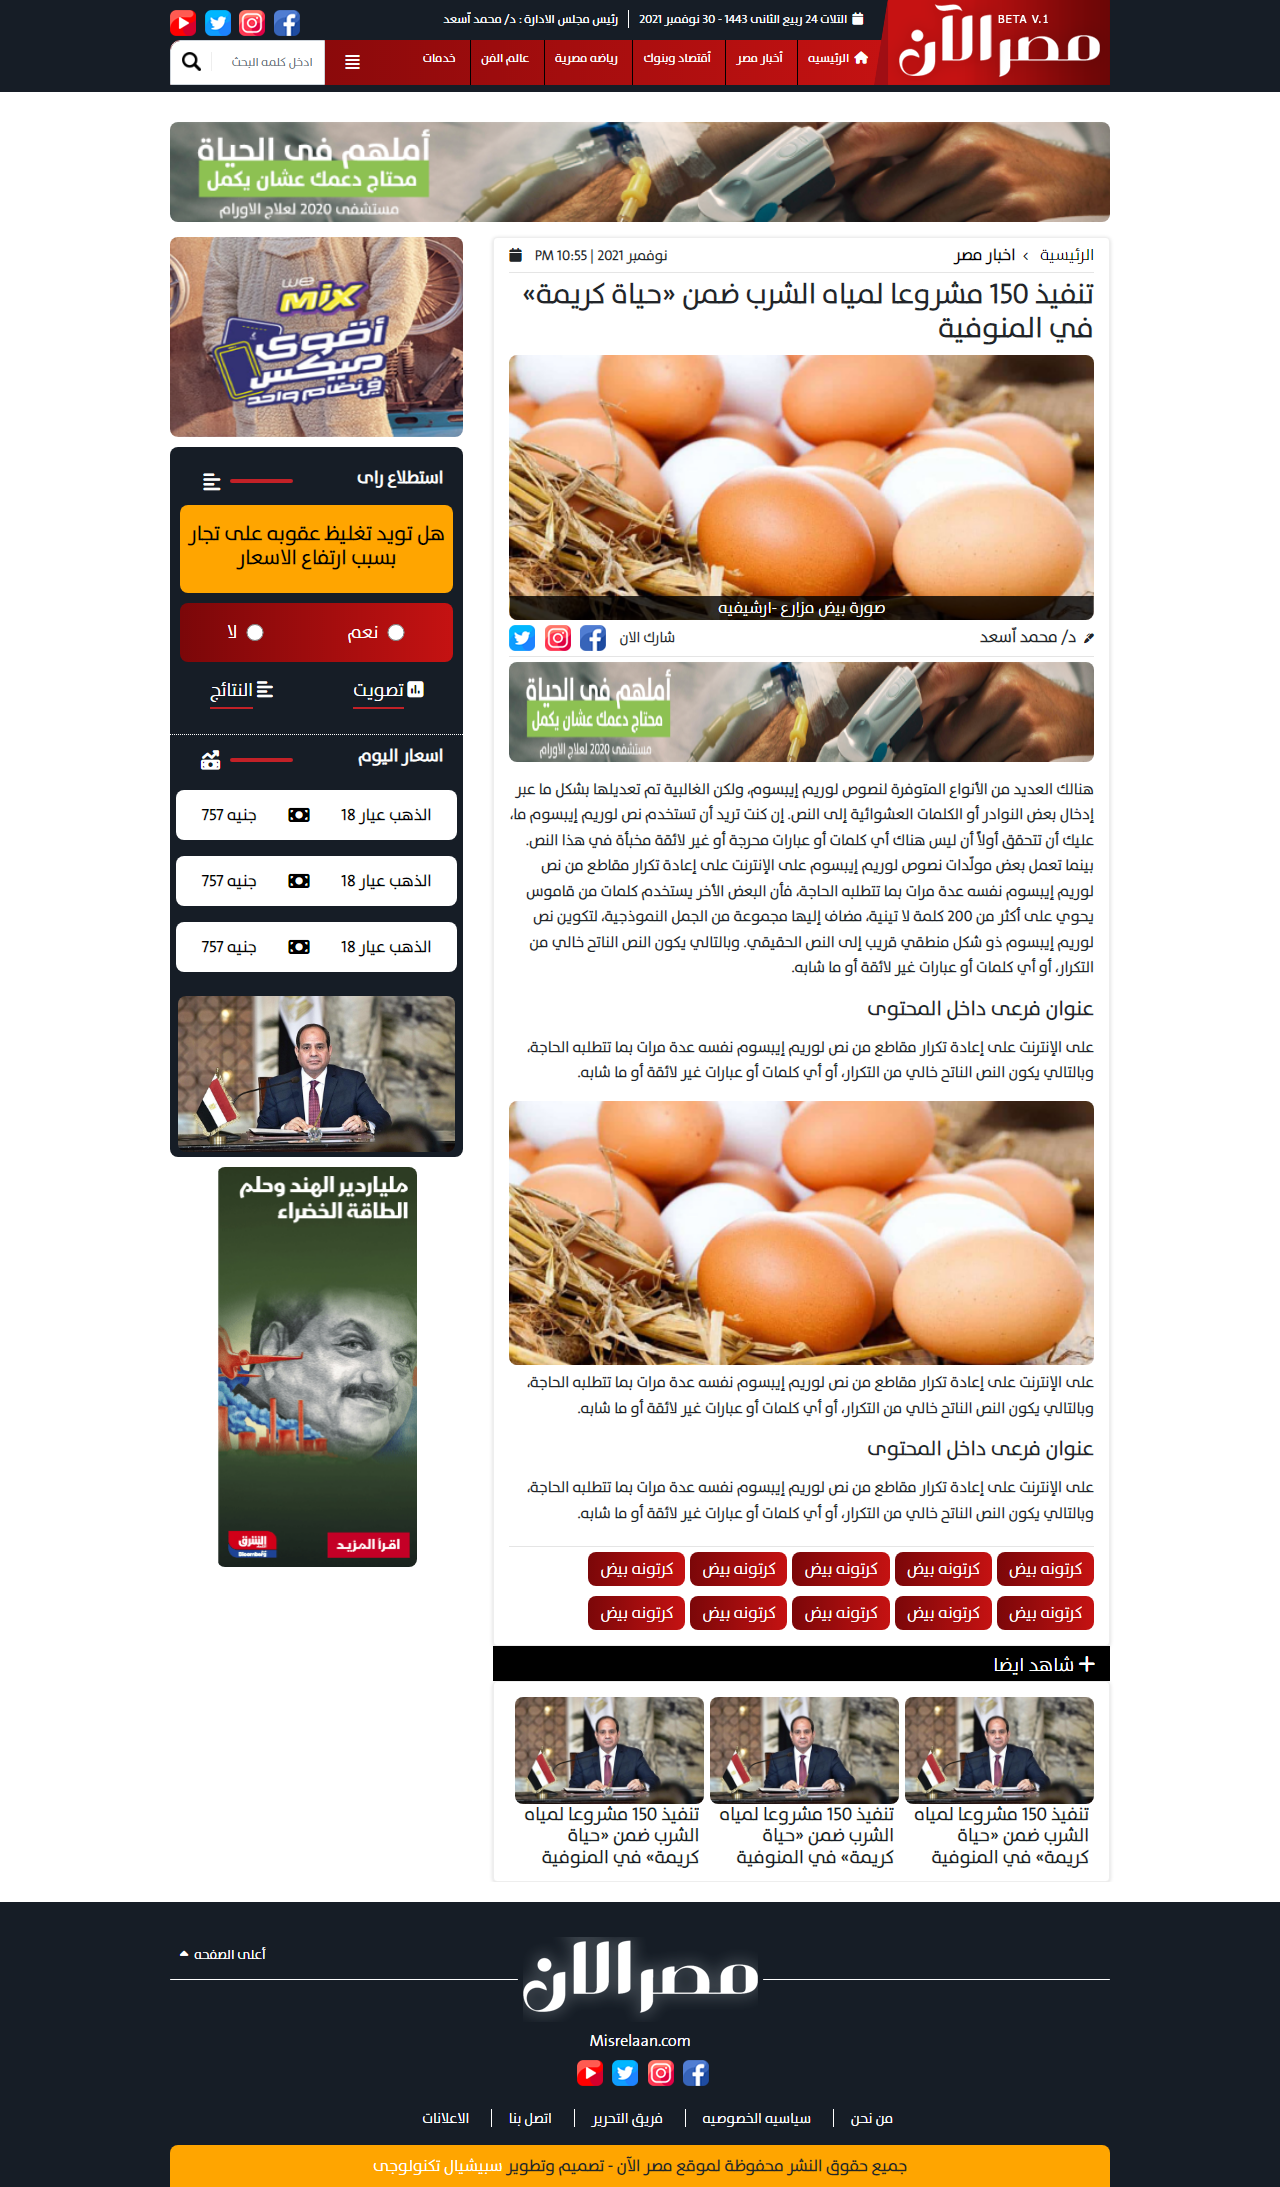 مصر الآن
BETA V.1
التلات 24 ربيع الثانى 1443 - 30 نوفمبر 2021
رئيس مجلس الادارة : د/ محمد آسعد
الرئيسيه
أخبار مصر
أقتصاد وبنوك
رياضه مصرية
عالم الفن
خدمات
ادخل كلمه البحث
أملهم فى الحياة
محتاج دعمك عشان يكمل
مستشفى 2020 لعلاج الاورام
الرئيسية › اخبار مصر
نوفمبر 2021 | 10:55 PM
تنفيذ 150 مشروعا لمياه الشرب ضمن «حياة كريمة»
في المنوفية
صورة بيض مزارع -ارشيفيه
د/ محمد آسعد
شارك الان
أملهم فى الحياة
محتاج دعمك عشان يكمل
مستشفى 2020 لعلاج الاورام
هنالك العديد من الأنواع المتوفرة لنصوص لوريم إيبسوم، ولكن الغالبية تم تعديلها بشكل ما عبر
إدخال بعض النوادر أو الكلمات العشوائية إلى النص. إن كنت تريد أن تستخدم نص لوريم إيبسوم ما،
عليك أن تتحقق أولاً أن ليس هناك أي كلمات أو عبارات محرجة أو غير لائقة مخبأة في هذا النص.
بينما تعمل بعض مولّدات نصوص لوريم إيبسوم على الإنترنت على إعادة تكرار مقاطع من نص
لوريم إيبسوم نفسه عدة مرات بما تتطلبه الحاجة، فأن البعض الأخر يستخدم كلمات من قاموس
يحوي على أكثر من 200 كلمة لا تينية، مضاف إليها مجموعة من الجمل النموذجية، لتكوين نص
لوريم إيبسوم ذو شكل منطقي قريب إلى النص الحقيقي. وبالتالي يكون النص الناتح خالي من
التكرار، أو أي كلمات أو عبارات غير لائقة أو ما شابه.
عنوان فرعى داخل المحتوى
على الإنترنت على إعادة تكرار مقاطع من نص لوريم إيبسوم نفسه عدة مرات بما تتطلبه الحاجة،
وبالتالي يكون النص الناتح خالي من التكرار، أو أي كلمات أو عبارات غير لائقة أو ما شابه.
على الإنترنت على إعادة تكرار مقاطع من نص لوريم إيبسوم نفسه عدة مرات بما تتطلبه الحاجة،
وبالتالي يكون النص الناتح خالي من التكرار، أو أي كلمات أو عبارات غير لائقة أو ما شابه.
عنوان فرعى داخل المحتوى
على الإنترنت على إعادة تكرار مقاطع من نص لوريم إيبسوم نفسه عدة مرات بما تتطلبه الحاجة،
وبالتالي يكون النص الناتح خالي من التكرار، أو أي كلمات أو عبارات غير لائقة أو ما شابه.
كرتونه بيض كرتونه بيض كرتونه بيض كرتونه بيض كرتونه بيض
كرتونه بيض كرتونه بيض كرتونه بيض كرتونه بيض كرتونه بيض
شاهد ايضا
تنفيذ 150 مشروعا لمياه
الشرب ضمن «حياة
كريمة» في المنوفية
تنفيذ 150 مشروعا لمياه
الشرب ضمن «حياة
كريمة» في المنوفية
تنفيذ 150 مشروعا لمياه
الشرب ضمن «حياة
كريمة» في المنوفية
we
MIX
أقوى
ميكس
في نظام واحد
استطلاع راى
هل تويد تغليظ عقوبه على تجار
بسبب ارتفاع الاسعار
نعم
لا
تصويت
النتائج
اسعار اليوم
الذهب عيار 18
جنيه 757
الذهب عيار 18
جنيه 757
الذهب عيار 18
جنيه 757
ملياردير الهند وحلم
الطاقة الخضراء
اقرأ المزيد
الشرق
Bloomberg
أعلى الصفحه
مصر الان
Misrelaan.com
من نحن
سياسيه الخصوصيه
فريق التحرير
اتصل بنا
الاعلانات
جميع حقوق النشر محفوظة لموقع مصر الآن - تصميم وتطوير سبيشيال تكنولوجى